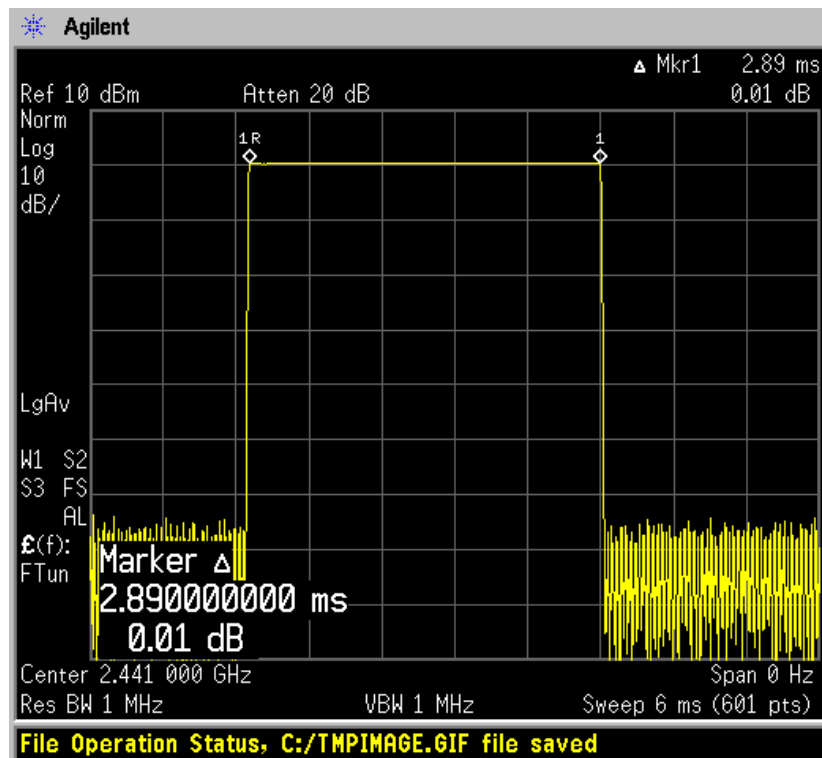 Agilent
Δ Mkr1 2.89 ms
Ref 10 dBm Atten 20 dB 0.01 dB
Norm
Log
10
dB/
1R
1
LgAv
W1 S2
S3 FS
AL
£(f):
FTun
Marker Δ
2.890000000 ms
0.01 dB
Center 2.441 000 GHz Span 0 Hz
Res BW 1 MHz VBW 1 MHz Sweep 6 ms (601 pts)
File Operation Status, C:/TMPIMAGE.GIF file saved